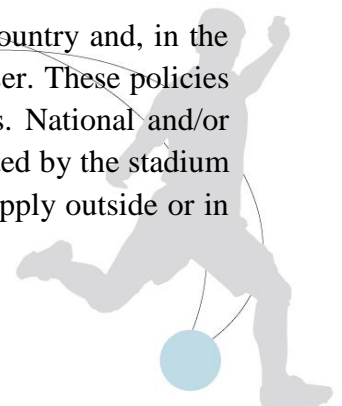 ountry and, in the
er. These policies
s. National and/or
ed by the stadium
pply outside or in